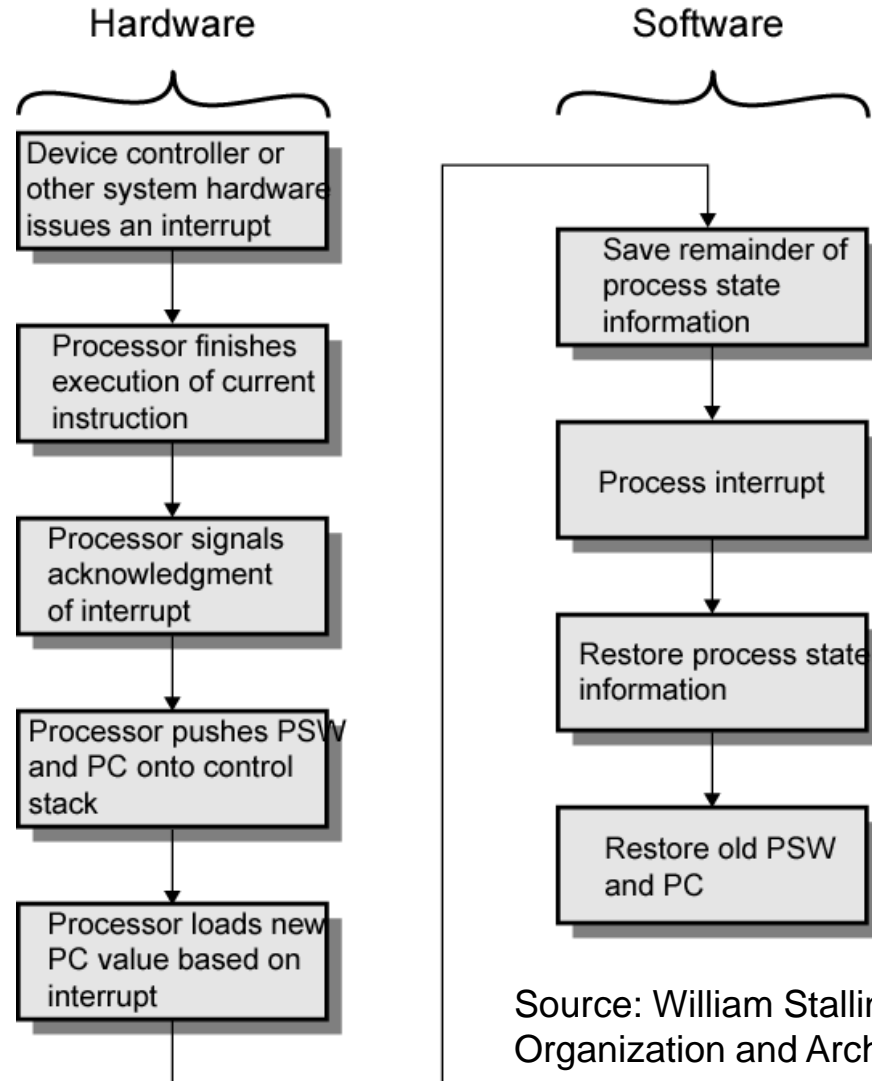 Hardware
Device controller or
other system hardware
issues an interrupt
Processor finishes
execution of current
instruction
Processor signals
acknowledgment
of interrupt
Processor pushes PSW
and PC onto control
stack
Processor loads new
PC value based on
interrupt
Software
Save remainder of
process state
information
Process interrupt
Restore process state
information
Restore old PSW
and PC
Source: William
Organization and